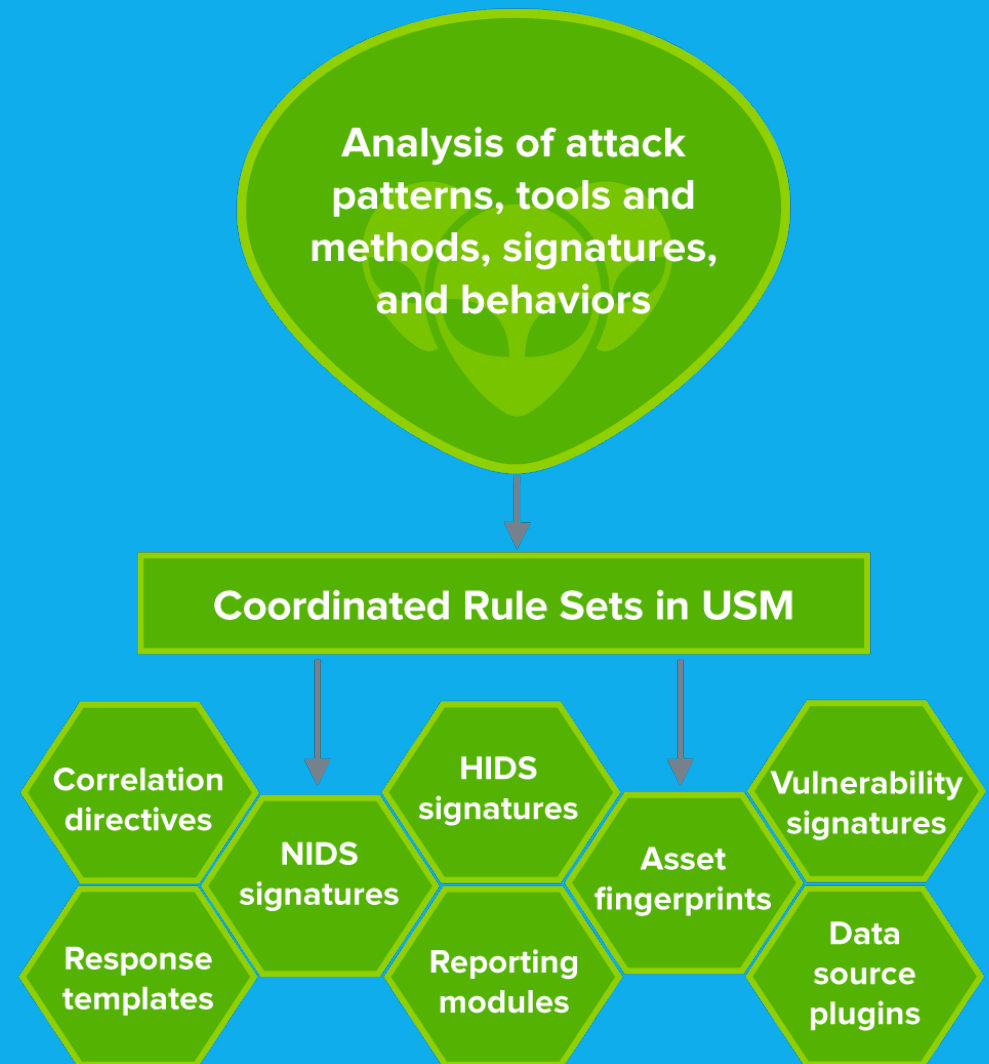 Analysis of attack
patterns, tools and
methods, signatures,
and behaviors
Coordinated Rule Sets in USM
Correlation
directives
NIDS
signatures
HIDS
signatures
Asset
fingerprints
Vulnerability
signatures
Response
templates
Reporting
modules
Data
source
plugins